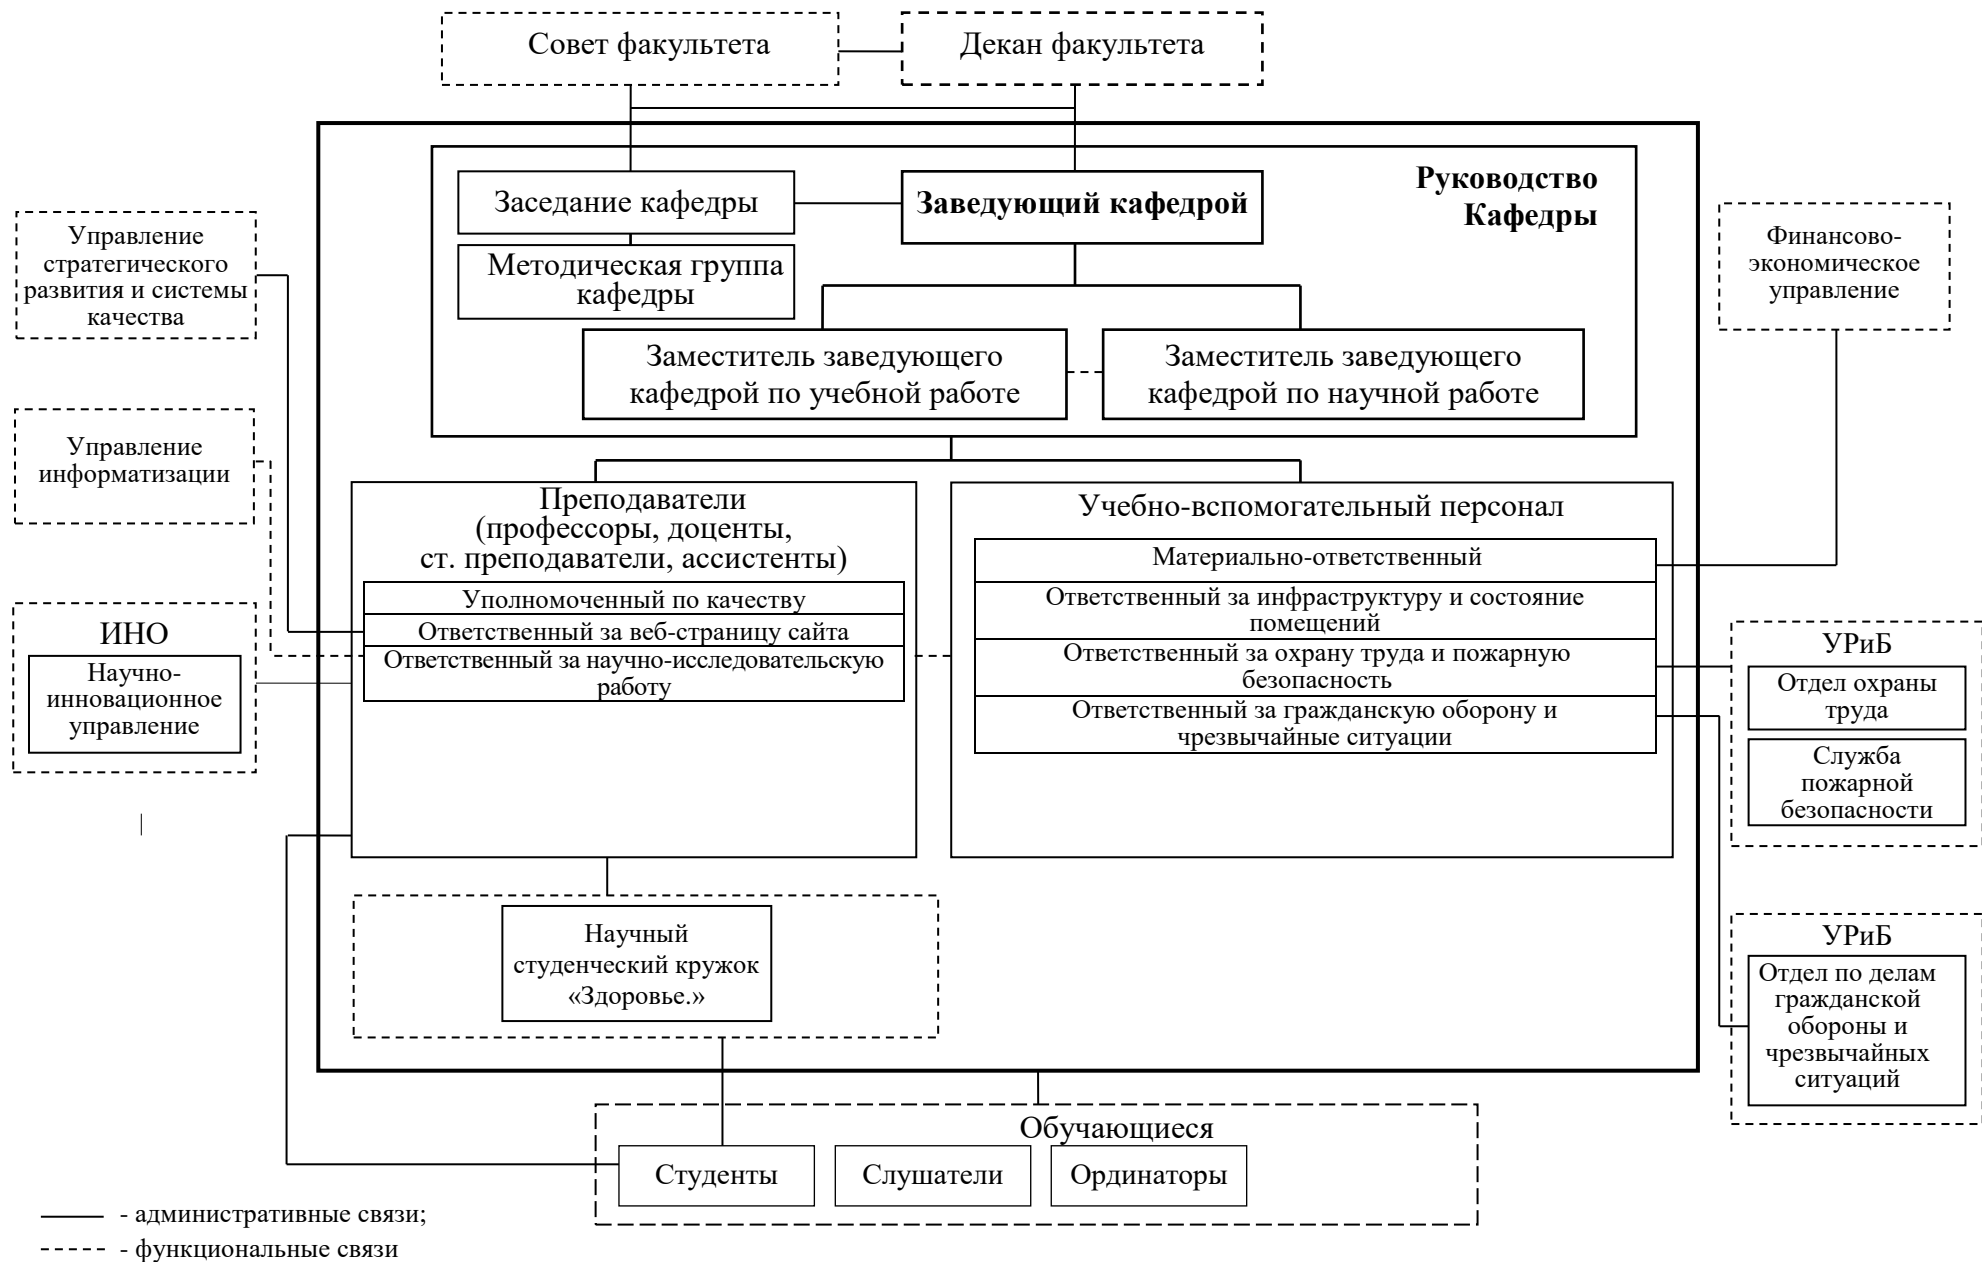 Совет факультета
Декан факультета
Руководство
Кафедры
Заседание кафедры
Заведующий кафедрой
Методическая группа
кафедры
Заместитель заведующего
кафедрой по учебной работе
Заместитель заведующего
кафедрой по научной работе
Управление
стратегического
развития и системы
качества
Управление
информатизации
ИНО
Научно-
инновационное
управление
Преподаватели
(профессоры, доценты,
ст. преподаватели, ассистенты)
Уполномоченный по качеству
Ответственный за веб-страницу сайта
Ответственный за научно-исследовательскую
работу
Учебно-вспомогательный персонал
Материально-ответственный
Ответственный за инфраструктуру и состояние
помещений
Ответственный за охрану труда и пожарную
безопасность
Ответственный за гражданскую оборону и
чрезвычайные ситуации
Финансово-
экономическое
управление
УРиБ
Отдел охраны
труда
Служба
пожарной
безопасности
УРиБ
Отдел по делам
гражданской
обороны и
чрезвычайных
ситуаций
Научный
студенческий кружок
«Здоровье.»
Обучающиеся
Студенты
Слушатели
Ординаторы
- административные связи;
- функциональные связи